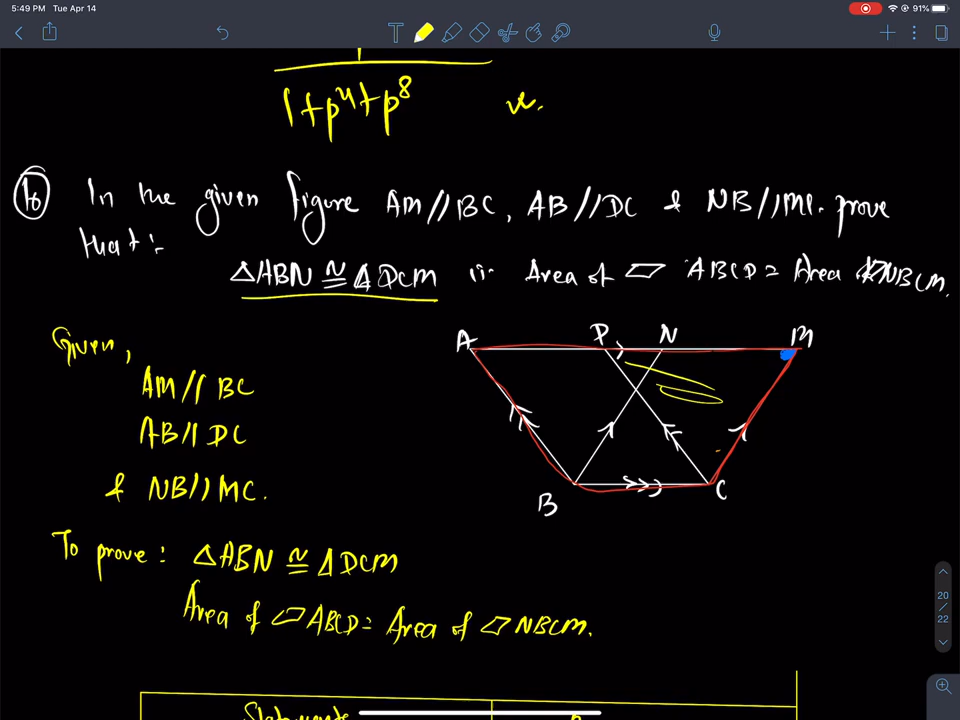 5:49 PM Tue Apr 14
91%
1+p⁴+p⁸
16 In the given figure AM//BC, AB//DC & NB//MC. prove
that:
△ABN ≅ △DCM ii. Area of ▱ ABCD = Area of ▱NBCM.
Given,
AM// BC
AB// DC
& NB//MC.
A P N M
B C
To prove: △ABN ≅ △DCM
Area of ▱ABCD = Area of ▱NBCM.
20
/
22
Statements